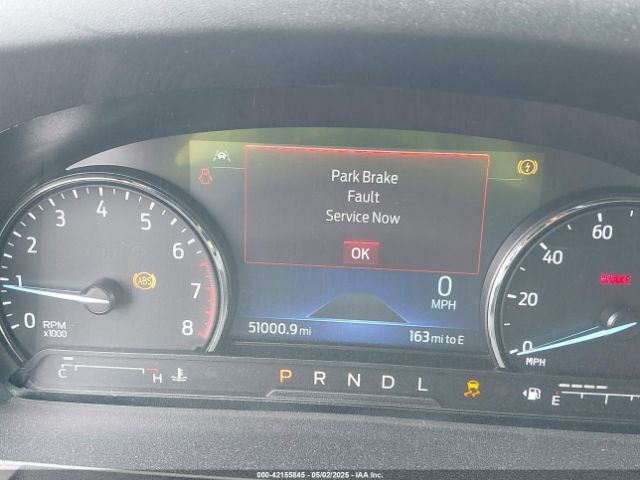 Park Brake
Fault
Service Now
OK
0
MPH
51000.9 mi
163 mi to E
0
1
2
3
4
5
6
7
8
RPM
x1000
ABS
0
20
40
60
MPH
BRAKE
C
H
P R N D L
E
000-42155845 - 05/02/2025 - IAA Inc.